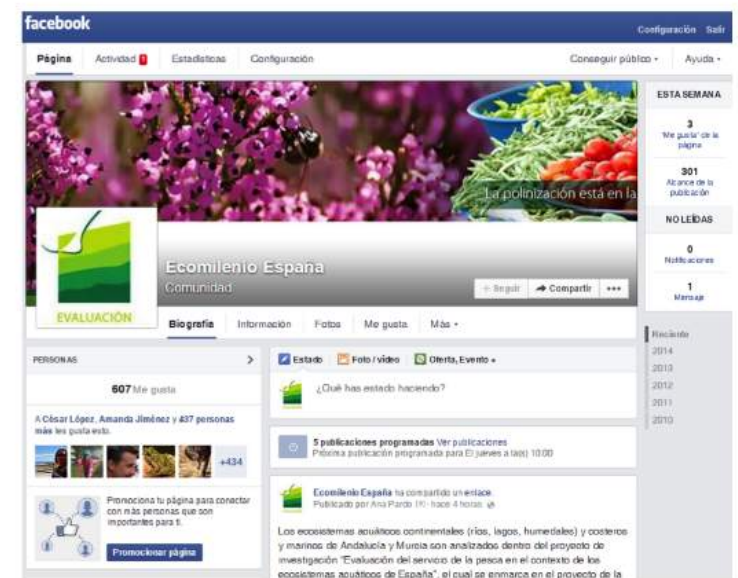 facebook
Configuración Salir
Página Actividad 1 Estadísticas Configuración Conseguir público Ayuda
ESTA SEMANA
3
"Me gusta" de la
página
301
Alcance de la
publicación
NO LEÍDAS
0
Notificaciones
1
Mensaje
La polinización está en la
EVALUACIÓN
Ecomilenio España
Comunidad
+ Seguir Compartir •••
Biografía Información Fotos Me gusta Más
Reciente
2014
2013
2012
2011
2010
PERSONAS >
607 Me gusta
A César López, Amanda Jiménez y 437 personas
más les gusta esto.
+434
Promociona tu página para conectar
con más personas que son
importantes para ti.
Promocionar página
Estado Foto / vídeo Oferta, Evento +
¿Qué has estado haciendo?
5 publicaciones programadas Ver publicaciones
Próxima publicación programada para El jueves a la(s) 10:00
Ecomilenio España ha compartido un enlace.
Publicado por Ana Pardo [?] · hace 4 horas
Los ecosistemas acuáticos continentales (ríos, lagos, humedales) y costeros
y marinos de Andalucía y Murcia son analizados dentro del proyecto de
investigación "Evaluación del servicio de la pesca en el contexto de los
ecosistemas acuáticos de España", el cual se enmarca en el proyecto de la